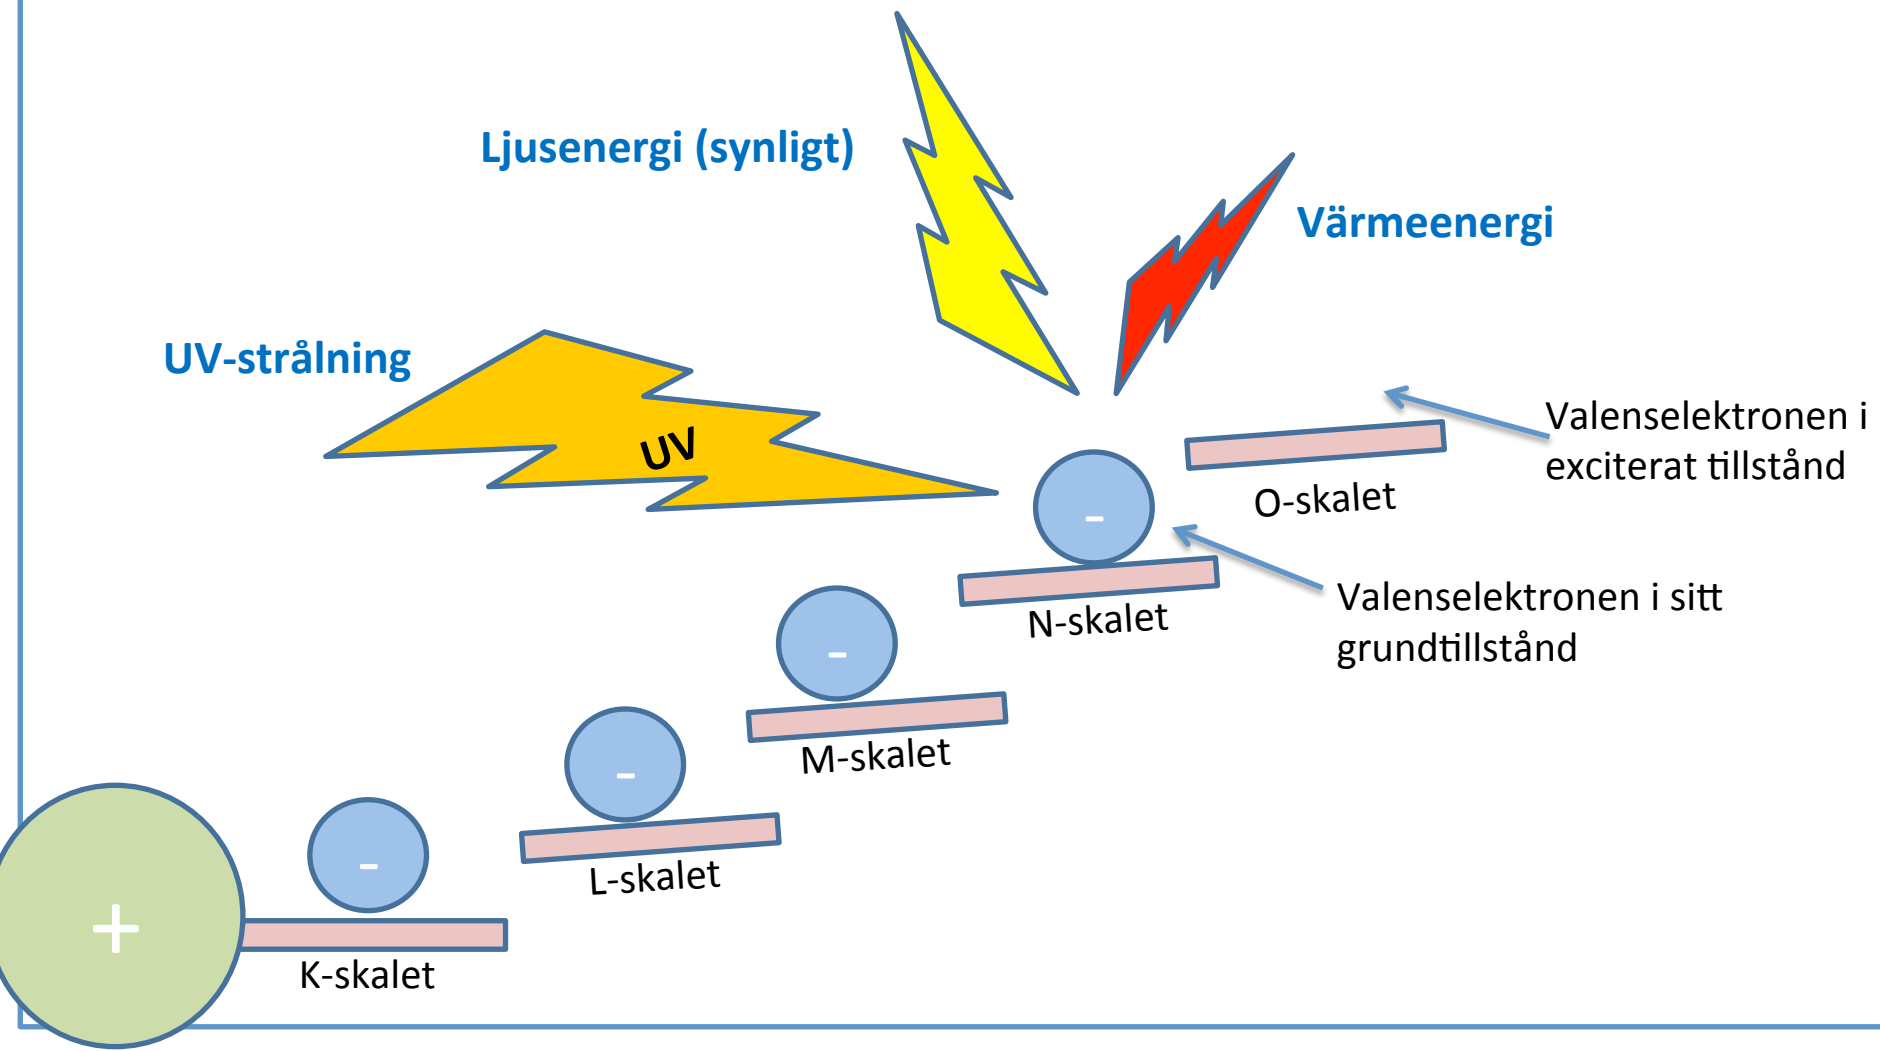 Ljusenergi (synligt)
Värmeenergi
UV-strålning
UV
Valenselektronen i
exciterat tillstånd
-
O-skalet
Valenselektronen i sitt
grundtillstånd
N-skalet
-
M-skalet
-
L-skalet
-
+
K-skalet